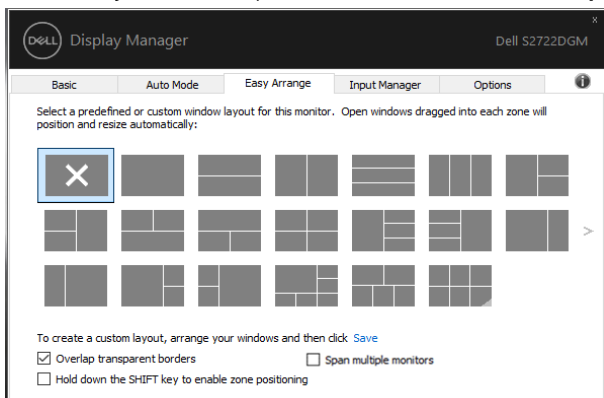 DELL Display Manager
Dell S2722DGM
x
Basic Auto Mode Easy Arrange Input Manager Options i
Select a predefined or custom window layout for this monitor. Open windows dragged into each zone will
position and resize automatically:
>
To create a custom layout, arrange your windows and then click Save
Overlap transparent borders
Span multiple monitors
Hold down the SHIFT key to enable zone positioning